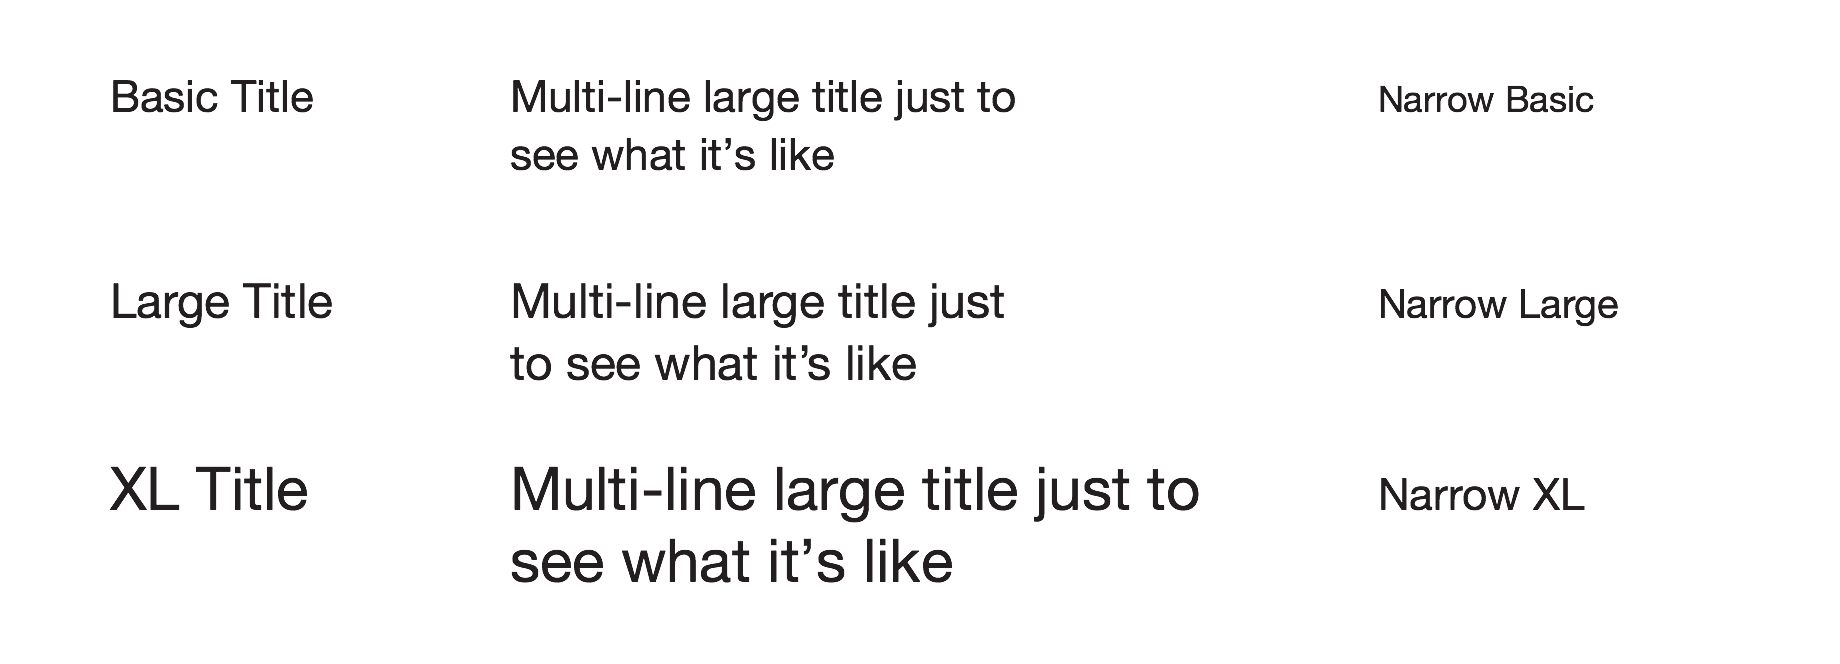 Basic Title
Multi-line large title just to
see what it’s like
Narrow Basic
Large Title
Multi-line large title just
to see what it’s like
Narrow Large
XL Title
Multi-line large title just to
see what it’s like
Narrow XL